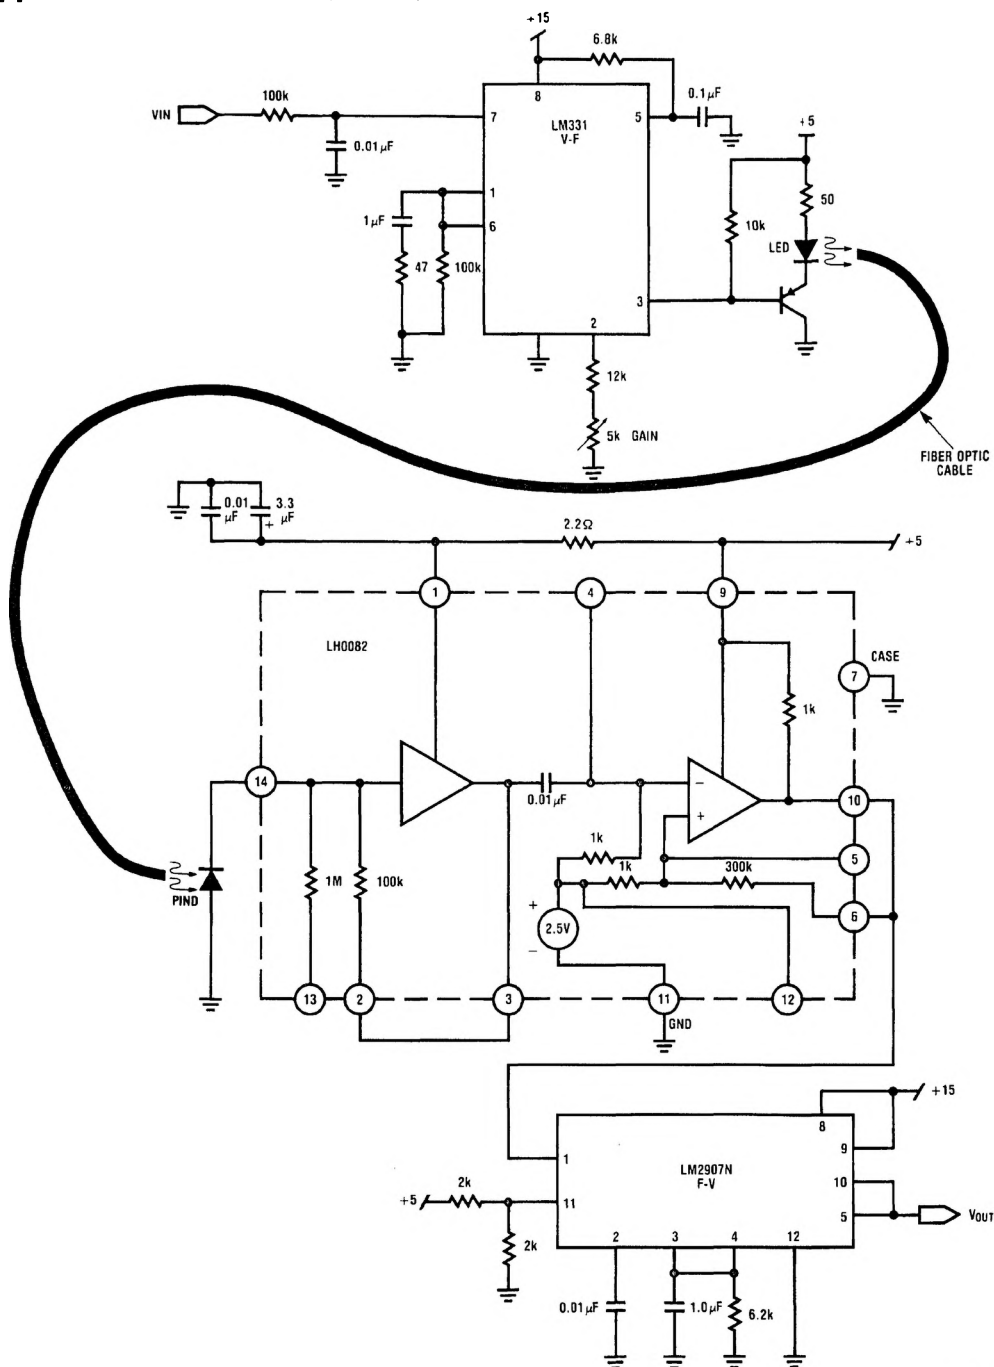 +15
6.8k
100k
VIN
8
0.1μF
7
LM331
V-F
5
0.01μF
+5
1
50
1μF
6
10k
LED
47
100k
3
2
12k
5k GAIN
FIBER OPTIC
CABLE
0.01
μF
3.3
μF
+
2.2Ω
+5
1
4
9
LH0082
CASE
7
1k
14
0.01μF
−
+
10
1k
5
1k
300k
1M
100k
PIND
+
2.5V
−
6
13
2
3
11
12
GND
+15
8
1
9
LM2907N
F-V
2k
10
+5
11
5
VOUT
2k
2
3
4
12
0.01μF
1.0μF
6.2k